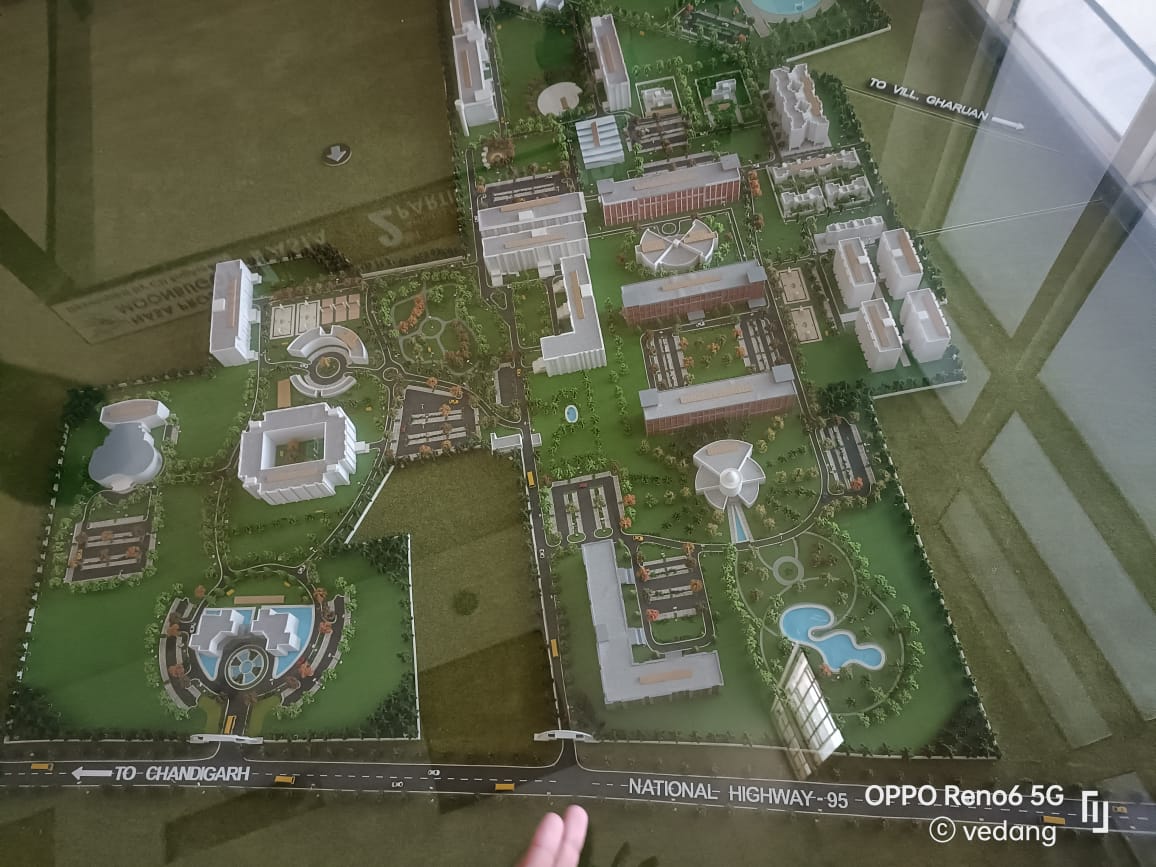 TO VILL. GHARUAN
TO CHANDIGARH
NATIONAL HIGHWAY-95
OPPO Reno6 5G
© vedang